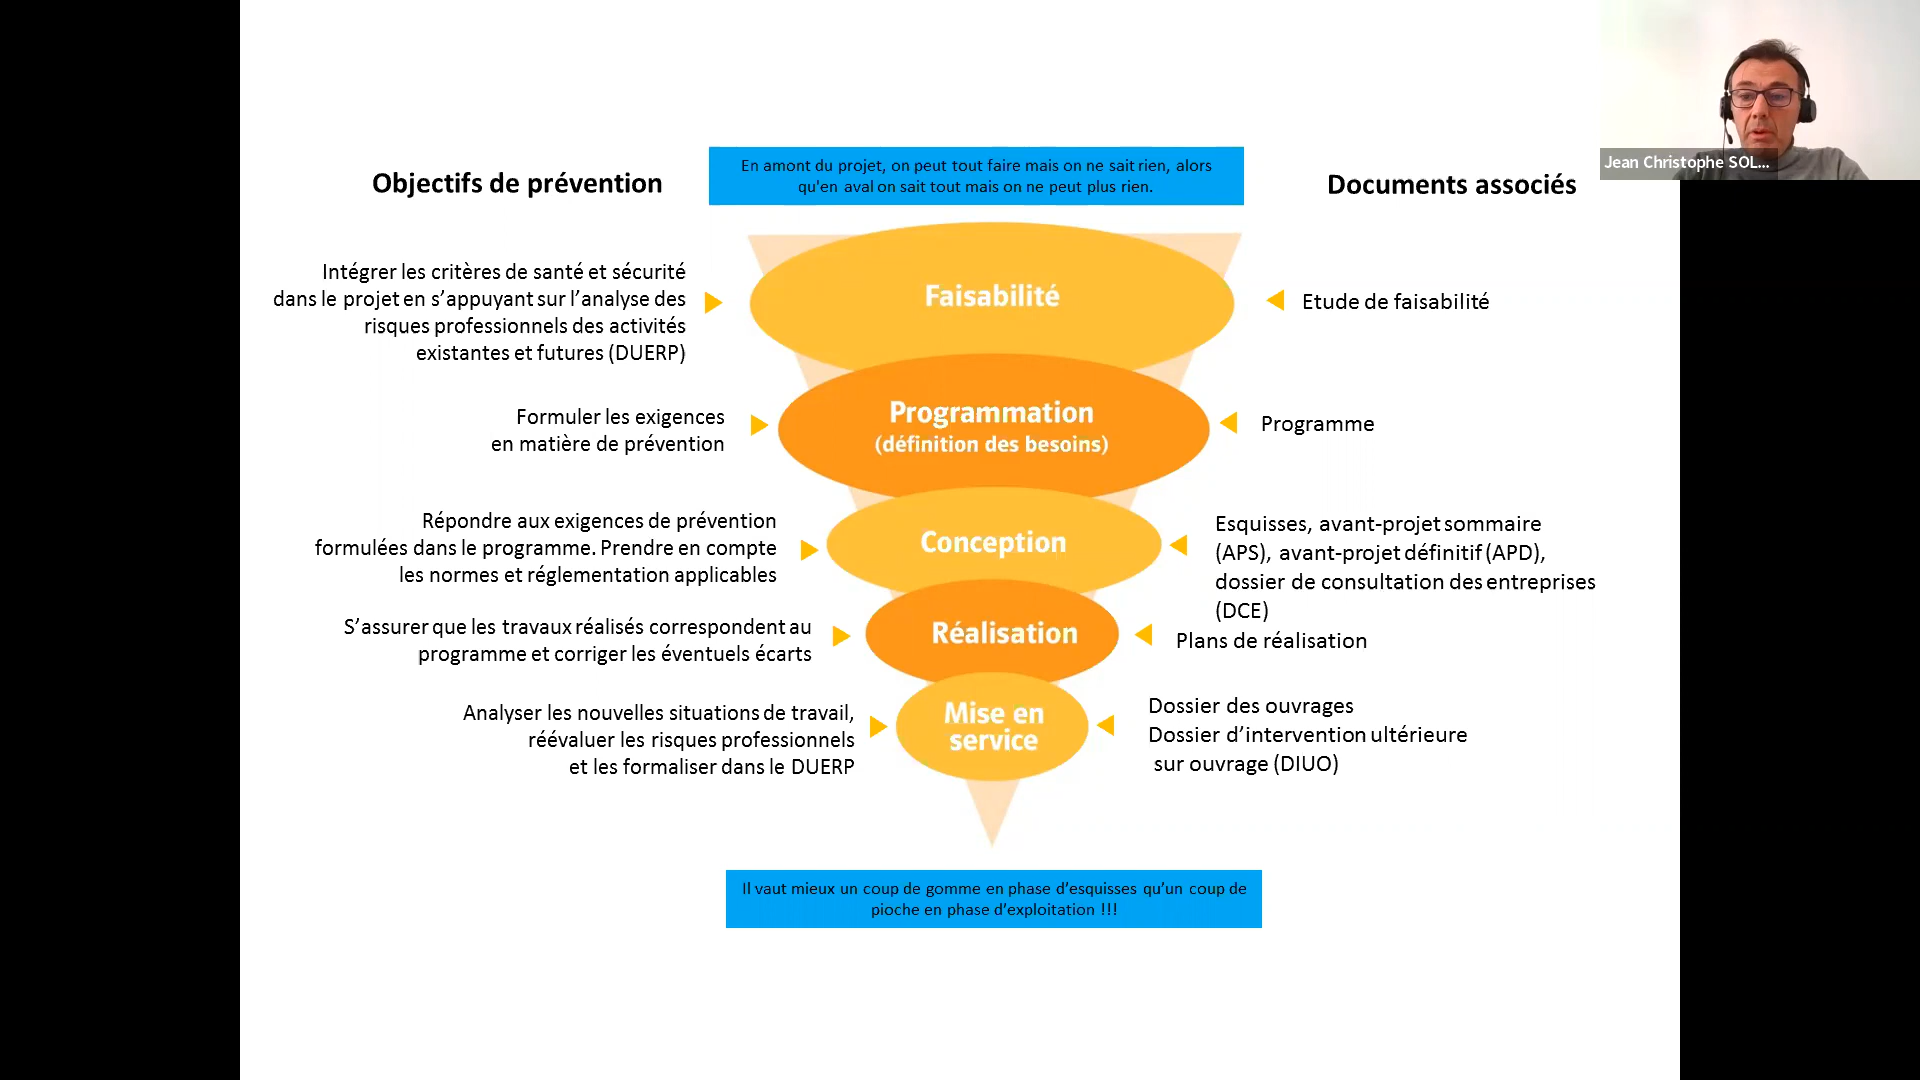 Jean Christophe SOL...
Objectifs de prévention
En amont du projet, on peut tout faire mais on ne sait rien, alors
qu'en aval on sait tout mais on ne peut plus rien.
Documents associés
Intégrer les critères de santé et sécurité
dans le projet en s’appuyant sur l’analyse des
risques professionnels des activités
existantes et futures (DUERP)
Faisabilité
Etude de faisabilité
Formuler les exigences
en matière de prévention
Programmation
(définition des besoins)
Programme
Répondre aux exigences de prévention
formulées dans le programme. Prendre en compte
les normes et réglementation applicables
Conception
Esquisses, avant-projet sommaire
(APS), avant-projet définitif (APD),
dossier de consultation des entreprises
(DCE)
S’assurer que les travaux réalisés correspondent au
programme et corriger les éventuels écarts
Réalisation
Plans de réalisation
Analyser les nouvelles situations de travail,
réévaluer les risques professionnels
et les formaliser dans le DUERP
Mise en
service
Dossier des ouvrages
Dossier d’intervention ultérieure
sur ouvrage (DIUO)
Il vaut mieux un coup de gomme en phase d’esquisses qu’un coup de
pioche en phase d’exploitation !!!